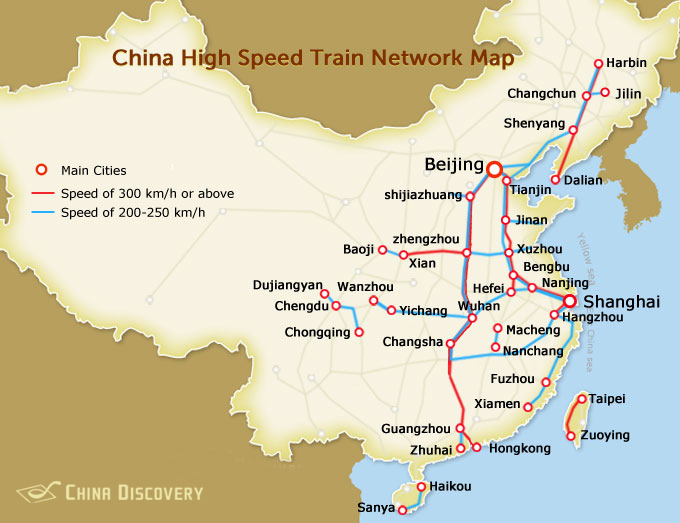 China High Speed Train Network Map
Harbin
Changchun
Jilin
Shenyang
Main Cities
Beijing
Speed of 300 km/h or above
Tianjin
Dalian
shijiazhuang
Speed of 200-250 km/h
Jinan
zhengzhou
Baoji
Xuzhou
Xian
Yellow sea
Bengbu
Dujiangyan
Wanzhou
Hefei
Nanjing
Chengdu
Yichang
Wuhan
Shanghai
Hangzhou
Chongqing
Macheng
Changsha
Nanchang
China sea
Fuzhou
Xiamen
Taipei
Guangzhou
Zuoying
Zhuhai
Hongkong
Haikou
China Discovery
Sanya